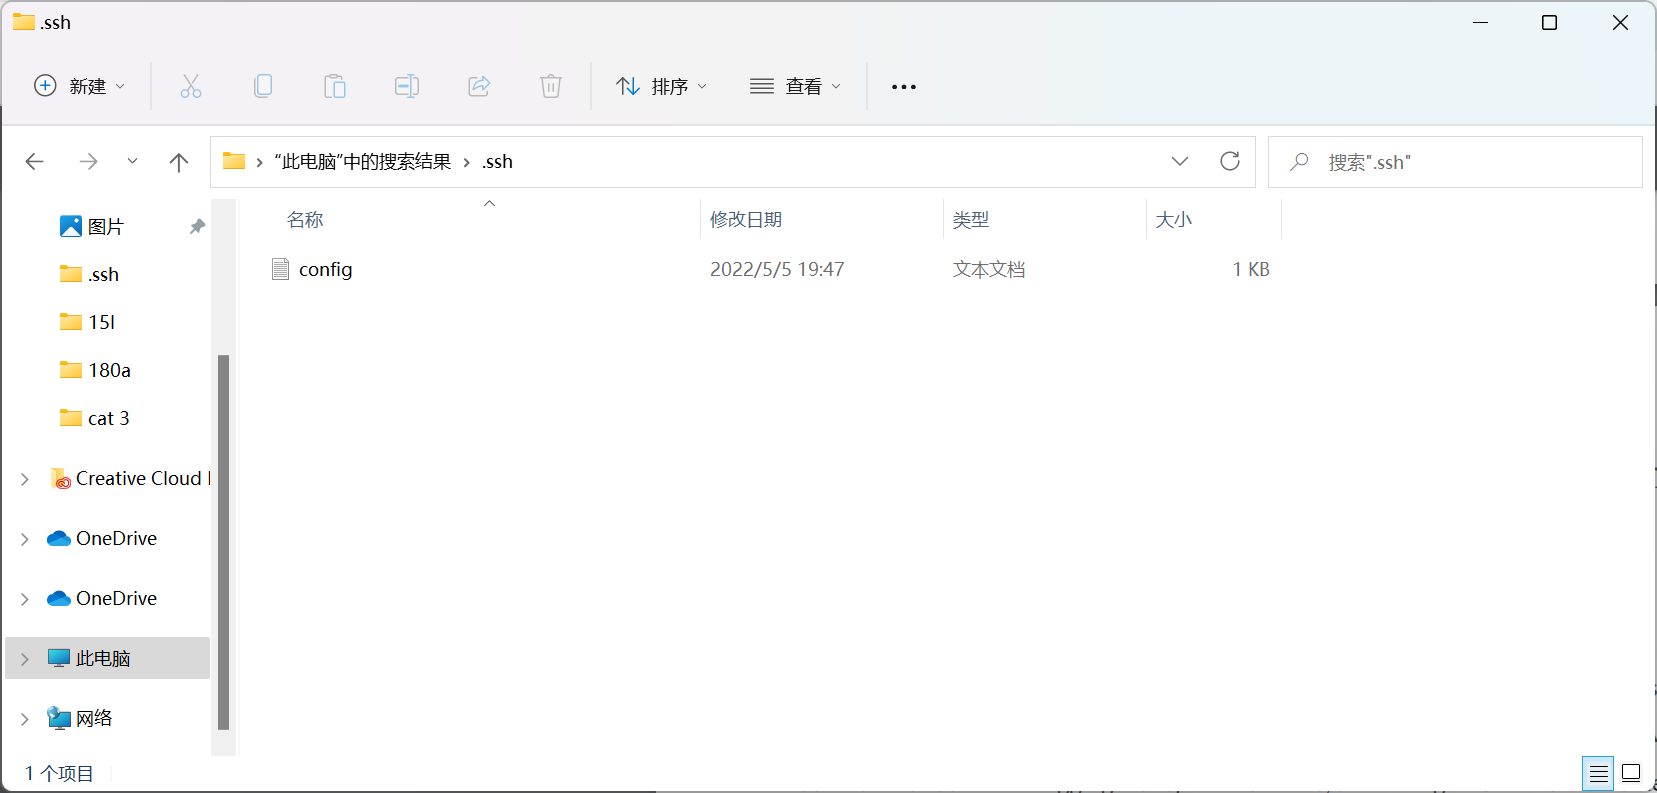 .ssh
新建
排序
查看
“此电脑”中的搜索结果 › .ssh
搜索".ssh"
图片
.ssh
15l
180a
cat 3
Creative Cloud
OneDrive
OneDrive
此电脑
网络
名称 修改日期 类型 大小
config 2022/5/5 19:47 文本文档 1 KB
1 个项目